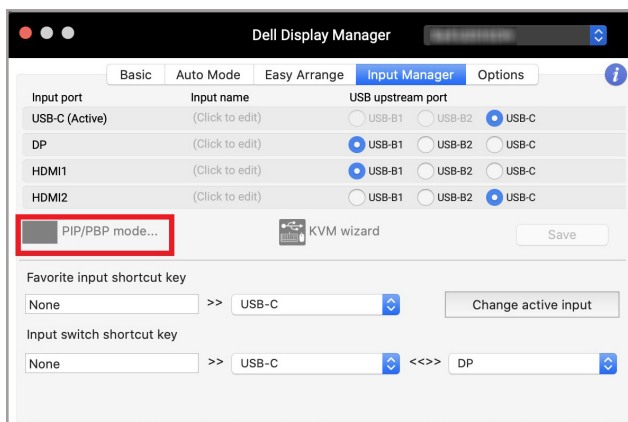 Dell Display Manager
Basic Auto Mode Easy Arrange Input Manager Options i
Input port Input name USB upstream port
USB-C (Active) (Click to edit) USB-B1 USB-B2 USB-C
DP (Click to edit) USB-B1 USB-B2 USB-C
HDMI1 (Click to edit) USB-B1 USB-B2 USB-C
HDMI2 (Click to edit) USB-B1 USB-B2 USB-C
PIP/PBP mode... KVM wizard Save
Favorite input shortcut key
None >> USB-C Change active input
Input switch shortcut key
None >> USB-C <<>> DP